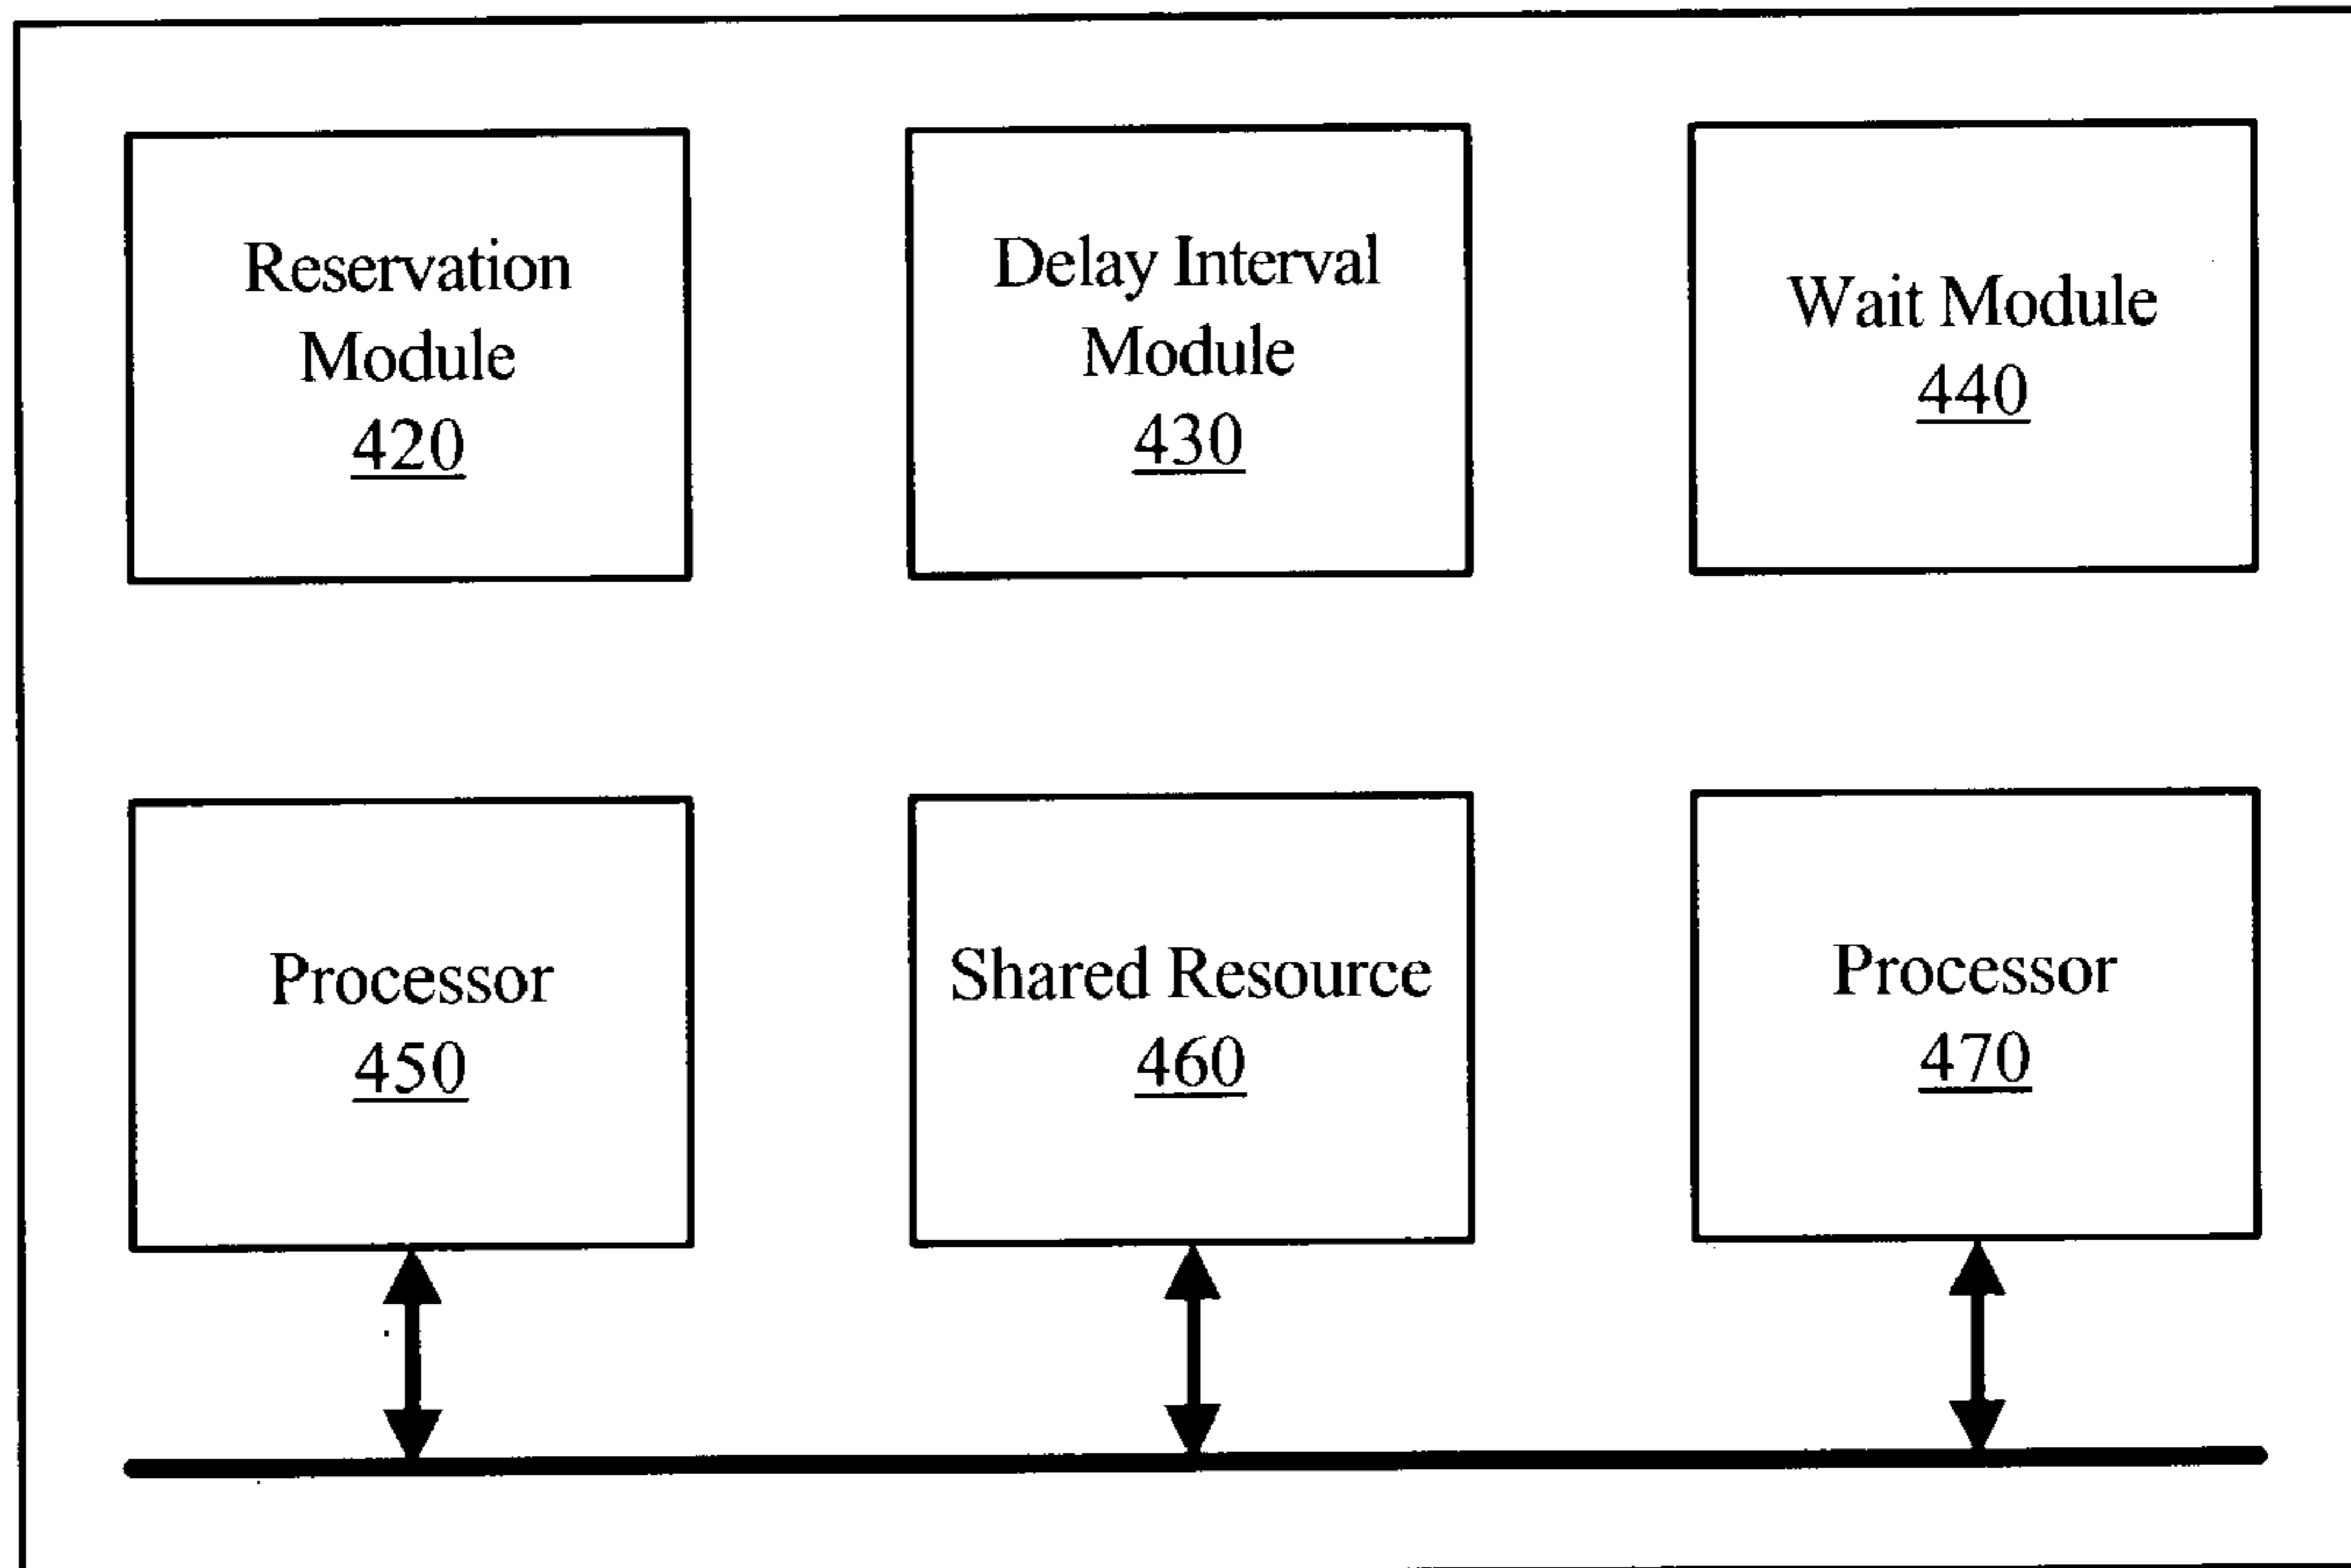 Reservation
Module
420
Delay Interval
Module
430
Wait Module
440
Processor
450
Shared Resource
460
Processor
470